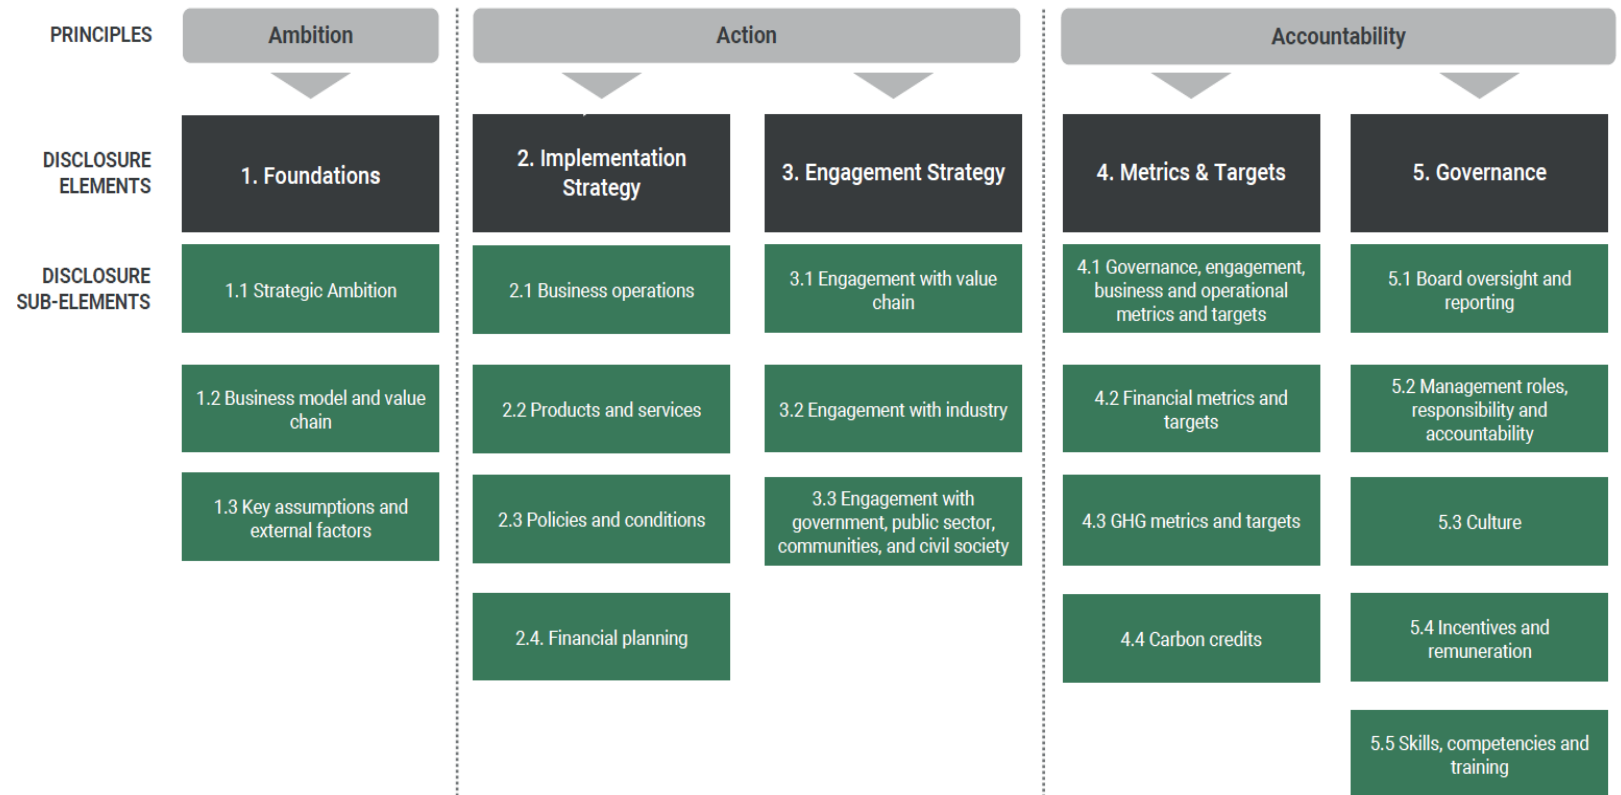 PRINCIPLES
Ambition
Action
Accountability
DISCLOSURE
ELEMENTS
1. Foundations
2. Implementation
Strategy
3. Engagement Strategy
4. Metrics & Targets
5. Governance
DISCLOSURE
SUB-ELEMENTS
1.1 Strategic Ambition
2.1 Business operations
3.1 Engagement with value
chain
4.1 Governance, engagement,
business and operational
metrics and targets
5.1 Board oversight and
reporting
1.2 Business model and value
chain
2.2 Products and services
3.2 Engagement with industry
4.2 Financial metrics and
targets
5.2 Management roles,
responsibility and
accountability
1.3 Key assumptions and
external factors
2.3 Policies and conditions
3.3 Engagement with
government, public sector,
communities, and civil society
4.3 GHG metrics and targets
5.3 Culture
2.4. Financial planning
4.4 Carbon credits
5.4 Incentives and
remuneration
5.5 Skills, competencies and
training